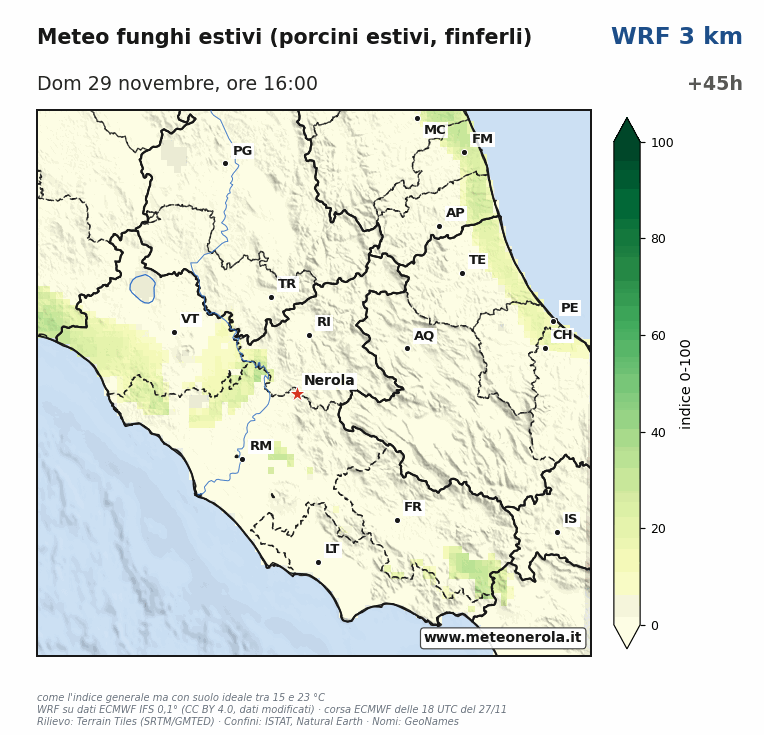 Meteo funghi estivi (porcini estivi, finferli)
WRF 3 km
Dom 29 novembre, ore 16:00
+45h
MC
FM
PG
AP
TE
TR
PE
VT
RI
AQ
CH
Nerola
RM
FR
IS
LT
www.meteonerola.it
100
80
60
40
20
0
indice 0-100
come l'indice generale ma con suolo ideale tra 15 e 23 °C
WRF su dati ECMWF IFS 0,1° (CC BY 4.0, dati modificati) · corsa ECMWF delle 18 UTC del 27/11
Rilievo: Terrain Tiles (SRTM/GMTED) · Confini: ISTAT, Natural Earth · Nomi: GeoNames